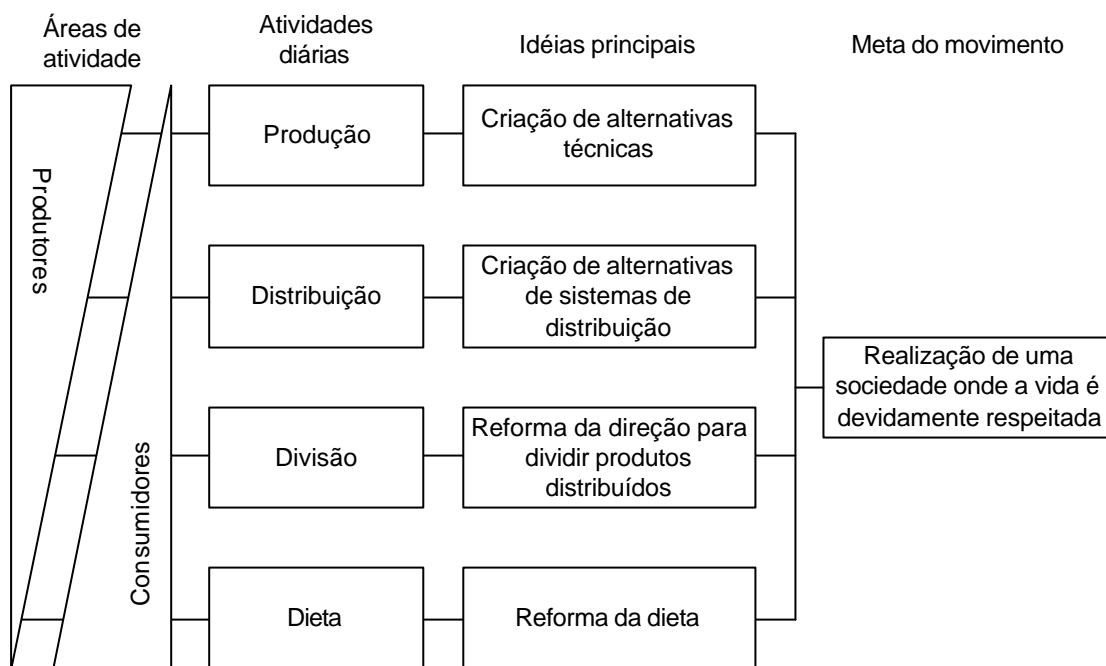 Áreas de
atividade
Atividades
diárias
Idéias principais
Meta do movimento
Produtores
Consumidores
Produção
Criação de alternativas
técnicas
Distribuição
Criação de alternativas
de sistemas de
distribuição
Divisão
Reforma da direção para
dividir produtos
distribuídos
Dieta
Reforma da dieta
Realização de uma
sociedade onde a vida é
devidamente respeitada